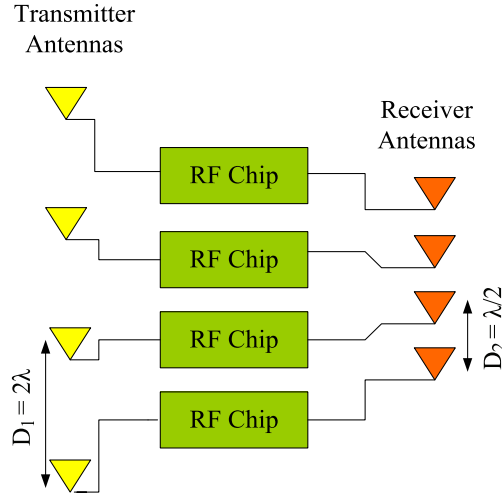 Transmitter
Antennas
Receiver
Antennas
RF Chip
RF Chip
RF Chip
RF Chip
D₁ = 2λ
D₂ = λ/2